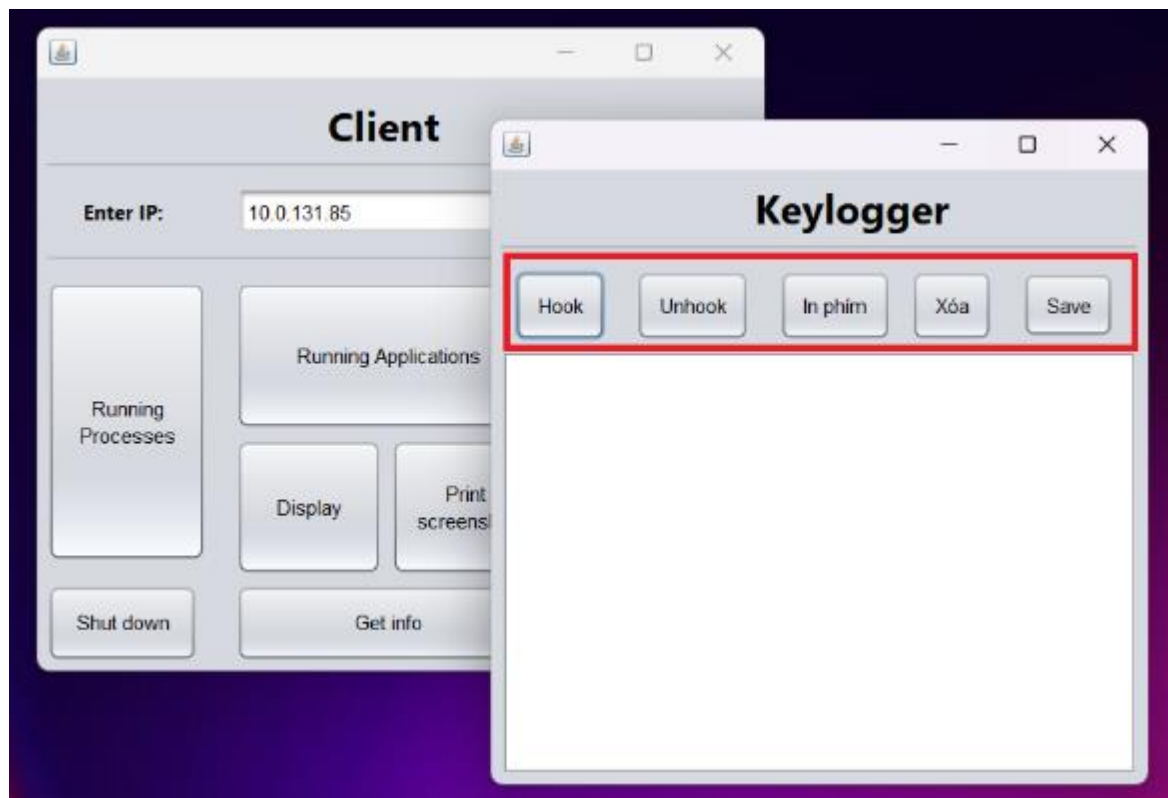 Client
Enter IP:
10.0.131.85
Running
Processes
Running Applications
Display
Print
Shut down
Get info
Keylogger
Hook
Unhook
In phím
Xóa
Save